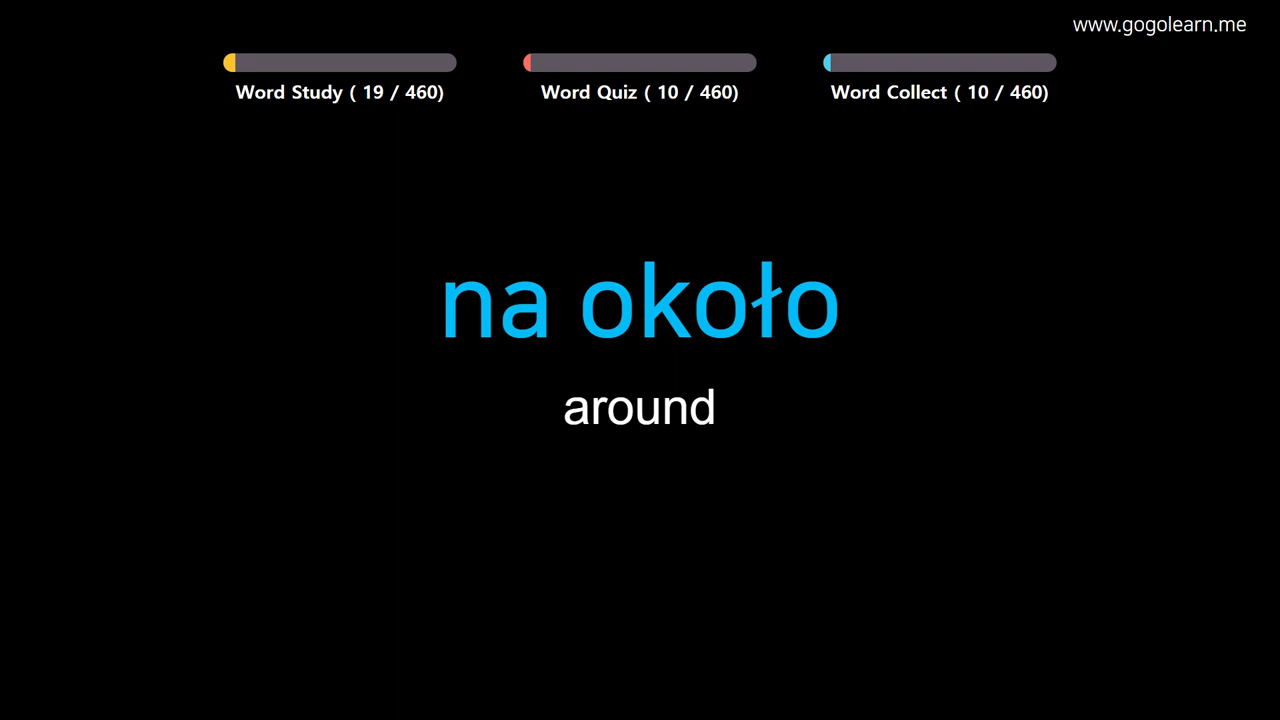 www.gogolearn.me
Word Study ( 19 / 460)
Word Quiz ( 10 / 460)
Word Collect ( 10 / 460)
na około
around